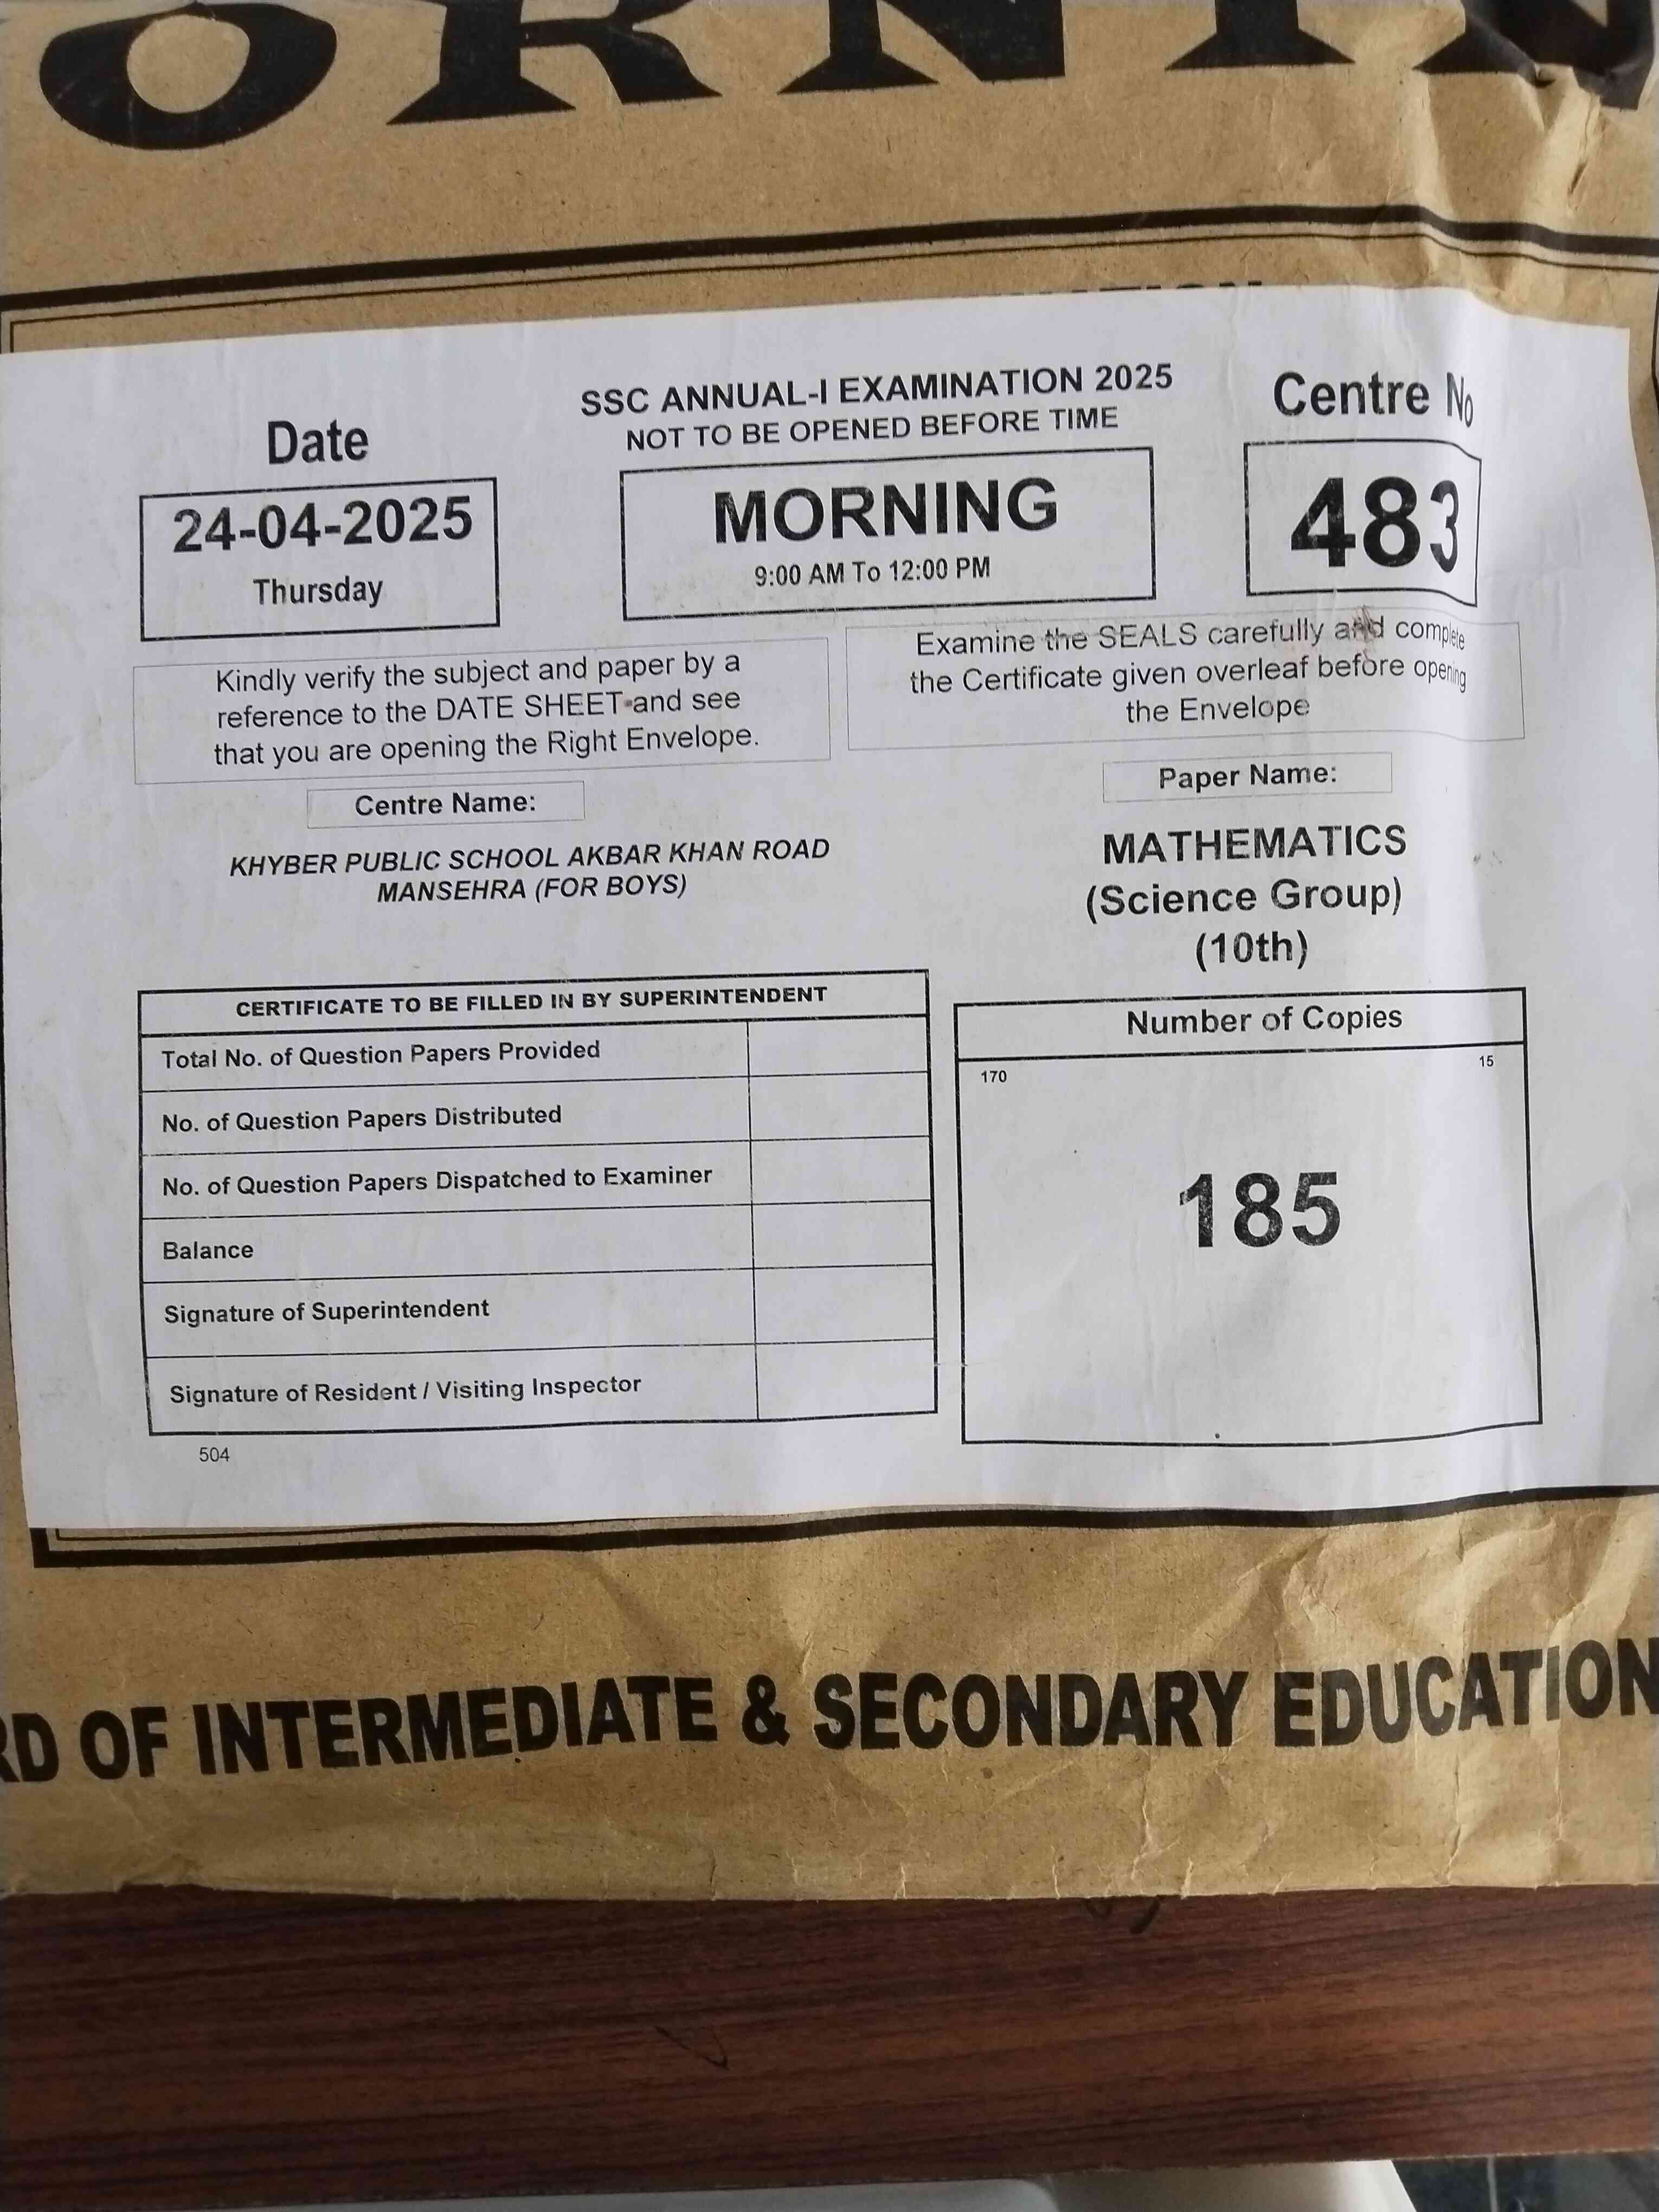 ORNIN
SSC ANNUAL-I EXAMINATION 2025
NOT TO BE OPENED BEFORE TIME
Date
24-04-2025
Thursday
MORNING
9:00 AM To 12:00 PM
Centre No
483
Kindly verify the subject and paper by a
reference to the DATE SHEET and see
that you are opening the Right Envelope.
Examine the SEALS carefully and complete
the Certificate given overleaf before opening
the Envelope
Centre Name:
KHYBER PUBLIC SCHOOL AKBAR KHAN ROAD
MANSEHRA (FOR BOYS)
Paper Name:
MATHEMATICS
(Science Group)
(10th)
CERTIFICATE TO BE FILLED IN BY SUPERINTENDENT
Total No. of Question Papers Provided
No. of Question Papers Distributed
No. of Question Papers Dispatched to Examiner
Balance
Signature of Superintendent
Signature of Resident / Visiting Inspector
504
Number of Copies
170 15
185
RD OF INTERMEDIATE & SECONDARY EDUCATION